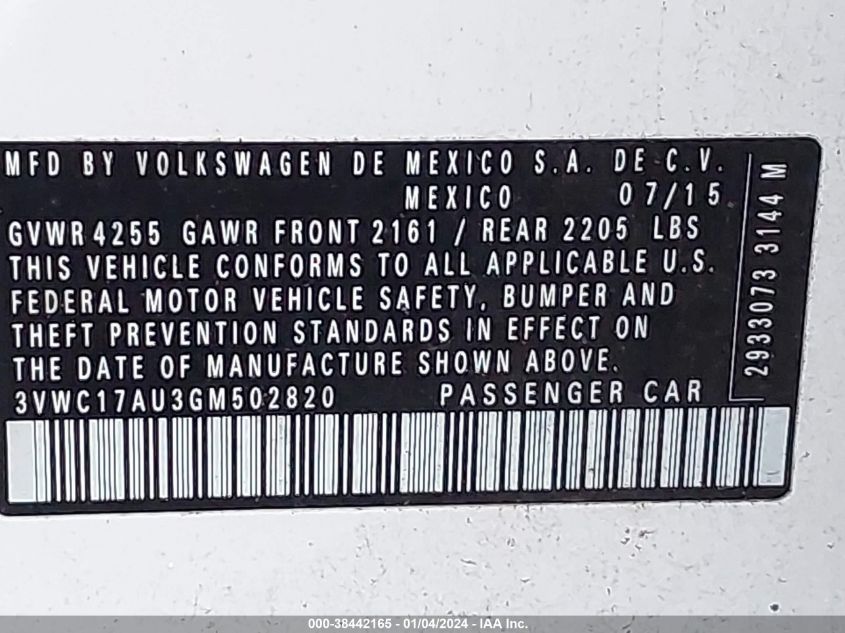 MFD BY VOLKSWAGEN DE MEXICO S.A. DE C.V.
MEXICO 07/15
GVWR 4255 GAWR FRONT 2161 / REAR 2205 LBS
THIS VEHICLE CONFORMS TO ALL APPLICABLE U.S.
FEDERAL MOTOR VEHICLE SAFETY, BUMPER AND
THEFT PREVENTION STANDARDS IN EFFECT ON
THE DATE OF MANUFACTURE SHOWN ABOVE.
3VWC17AU3GM502820 PASSENGER CAR
2933073 3144 M
000-38442165 - 01/04/2024 - IAA Inc.